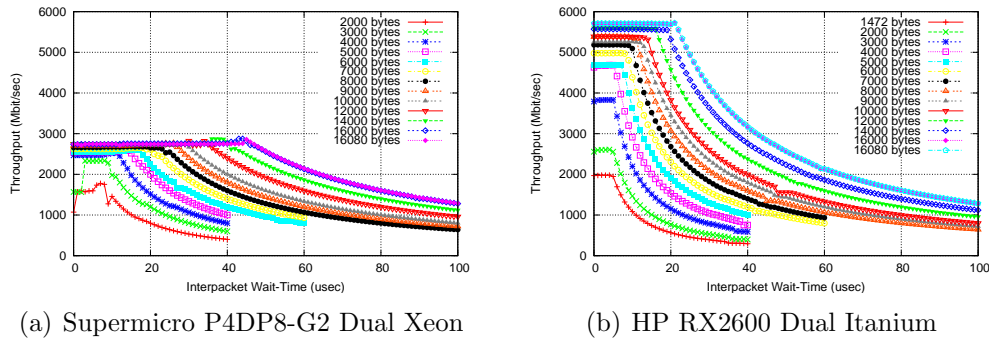 6000
5000
4000
3000
2000
1000
0
Throughput (Mbit/sec)
0
20
40
60
80
100
Interpacket Wait-Time (usec)
2000 bytes
3000 bytes
4000 bytes
5000 bytes
6000 bytes
7000 bytes
8000 bytes
9000 bytes
10000 bytes
12000 bytes
14000 bytes
16000 bytes
16080 bytes
(a) Supermicro P4DP8-G2 Dual Xeon
6000
5000
4000
3000
2000
1000
0
Throughput (Mbit/sec)
0
20
40
60
80
100
Interpacket Wait-Time (usec)
1472 bytes
2000 bytes
3000 bytes
4000 bytes
5000 bytes
6000 bytes
7000 bytes
8000 bytes
9000 bytes
10000 bytes
12000 bytes
14000 bytes
16000 bytes
16080 bytes
(b) HP RX2600 Dual Itanium